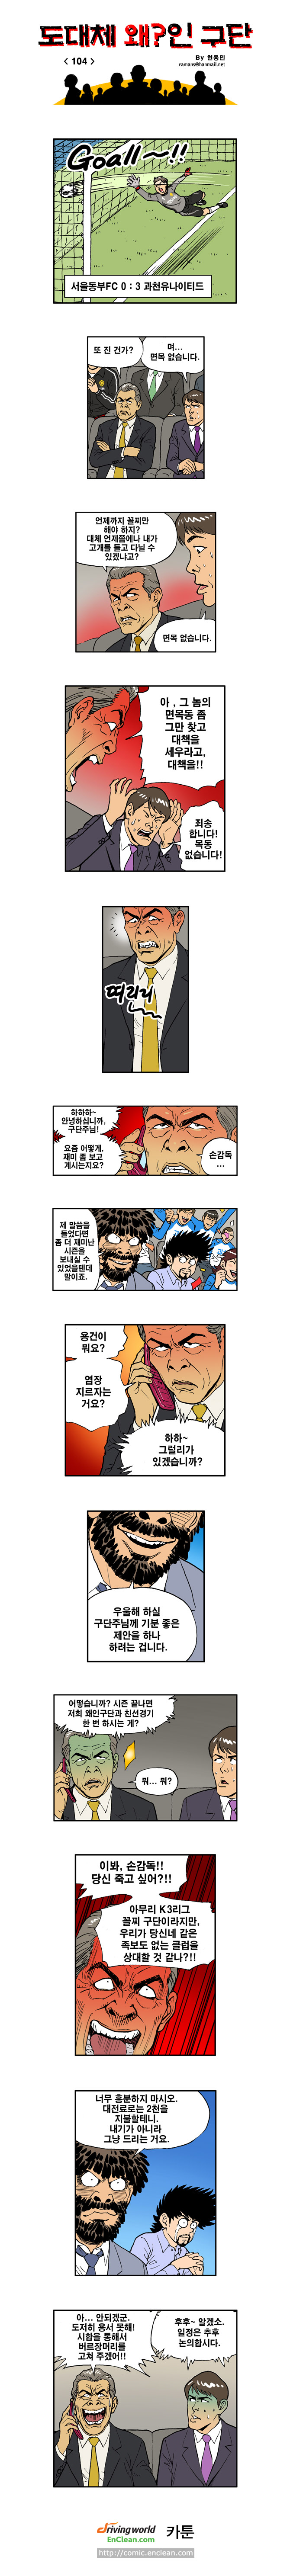 도대체 왜?인 구단
< 104 >
By 현용민
ramans@hanmail.net
Goall~!!
서울동부FC 0 : 3 과천유나이티드
또 진 건가?
며...
면목 없습니다.
언제까지 꼴찌만
해야 하지?
대체 언제쯤에나 내가
고개를 들고 다닐 수
있겠냐고?
면목 없습니다.
아 , 그 놈의
면목동 좀
그만 찾고
대책을
세우라고,
대책을!!
죄송
합니다!
목동
없습니다!
띠리리
하하하~
안녕하십니까,
구단주님!
요즘 어떻게,
재미 좀 보고
계시는지요?
손감독
...
제 말씀을
들었다면
좀 더 재미난
시즌을
보내실 수
있었을텐데
말이죠.
용건이
뭐요?
염장
지르자는
거요?
하하~
그럴리가
있겠습니까?
우울해 하실
구단주님께 기분 좋은
제안을 하나
하려는 겁니다.
어떻습니까? 시즌 끝나면
저희 왜인구단과 친선경기
한 번 하시는 게?
뭐... 뭐?
이봐, 손감독!!
당신 죽고 싶어?!!
아무리 K3리그
꼴찌 구단이라지만,
우리가 당신네 같은
족보도 없는 클럽을
상대할 것 같나?!!
너무 흥분하지 마시오.
대전료로는 2천을
지불할테니.
내기가 아니라
그냥 드리는 거요.
아... 안되겠군.
도저히 용서 못해!
시합을 통해서
버르장머리를
고쳐 주겠어!!
후후~ 알겠소.
일정은 추후
논의합시다.
drivingworld
EnClean.com
카툰
http://comic.enclean.com